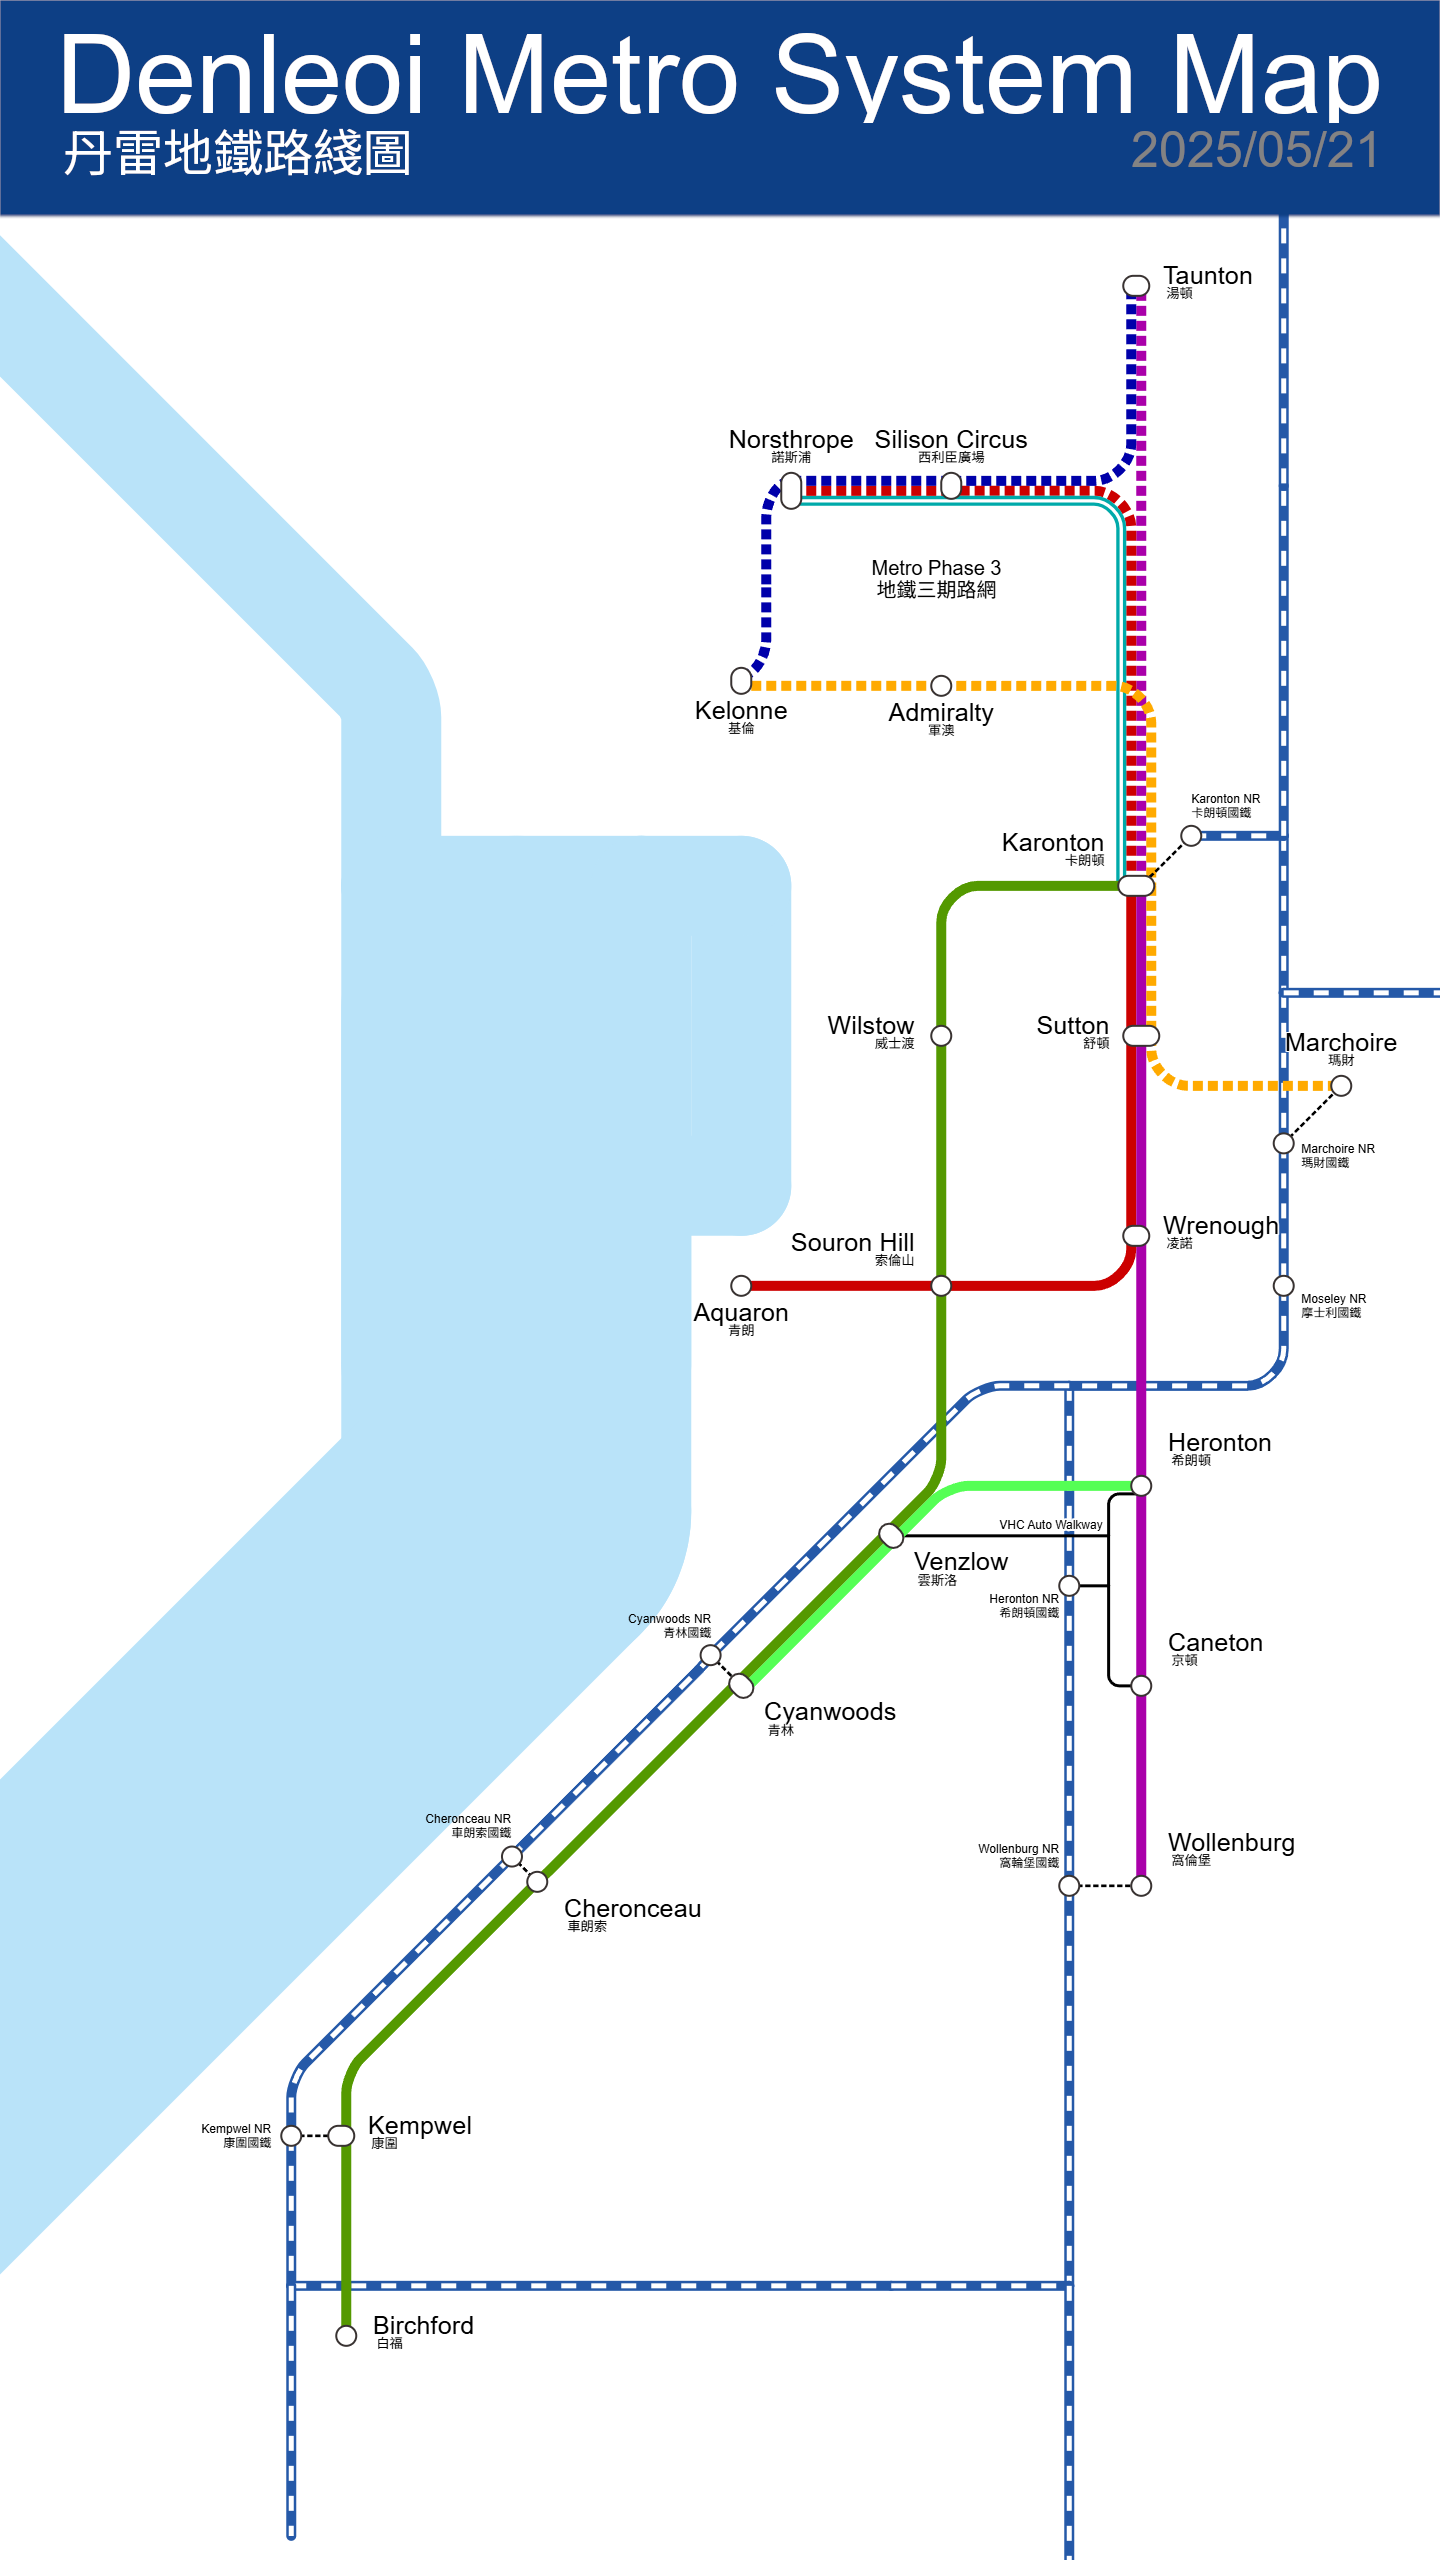 Denleoi Metro System Map
丹雷地鐵路綫圖
2025/05/21
Taunton
湯頓
Norsthrope
諾斯浦
Silison Circus
西利臣廣場
Metro Phase 3
地鐵三期路網
Kelonne
基倫
Admiralty
軍澳
Karonton NR
卡朗頓國鐵
Karonton
卡朗頓
Wilstow
威士渡
Sutton
舒頓
Marchoire
瑪財
Marchoire NR
瑪財國鐵
Wrenough
凌諾
Souron Hill
索倫山
Aquaron
青朗
Moseley NR
摩士利國鐵
Heronton
希朗頓
VHC Auto Walkway
Venzlow
雲斯洛
Heronton NR
希朗頓國鐵
Cyanwoods NR
青林國鐵
Caneton
京頓
Cyanwoods
青林
Cheronceau NR
車朗索國鐵
Wollenburg NR
窩輪堡國鐵
Wollenburg
窩倫堡
Cheronceau
車朗索
Kempwel NR
康圍國鐵
Kempwel
康圍
Birchford
白福